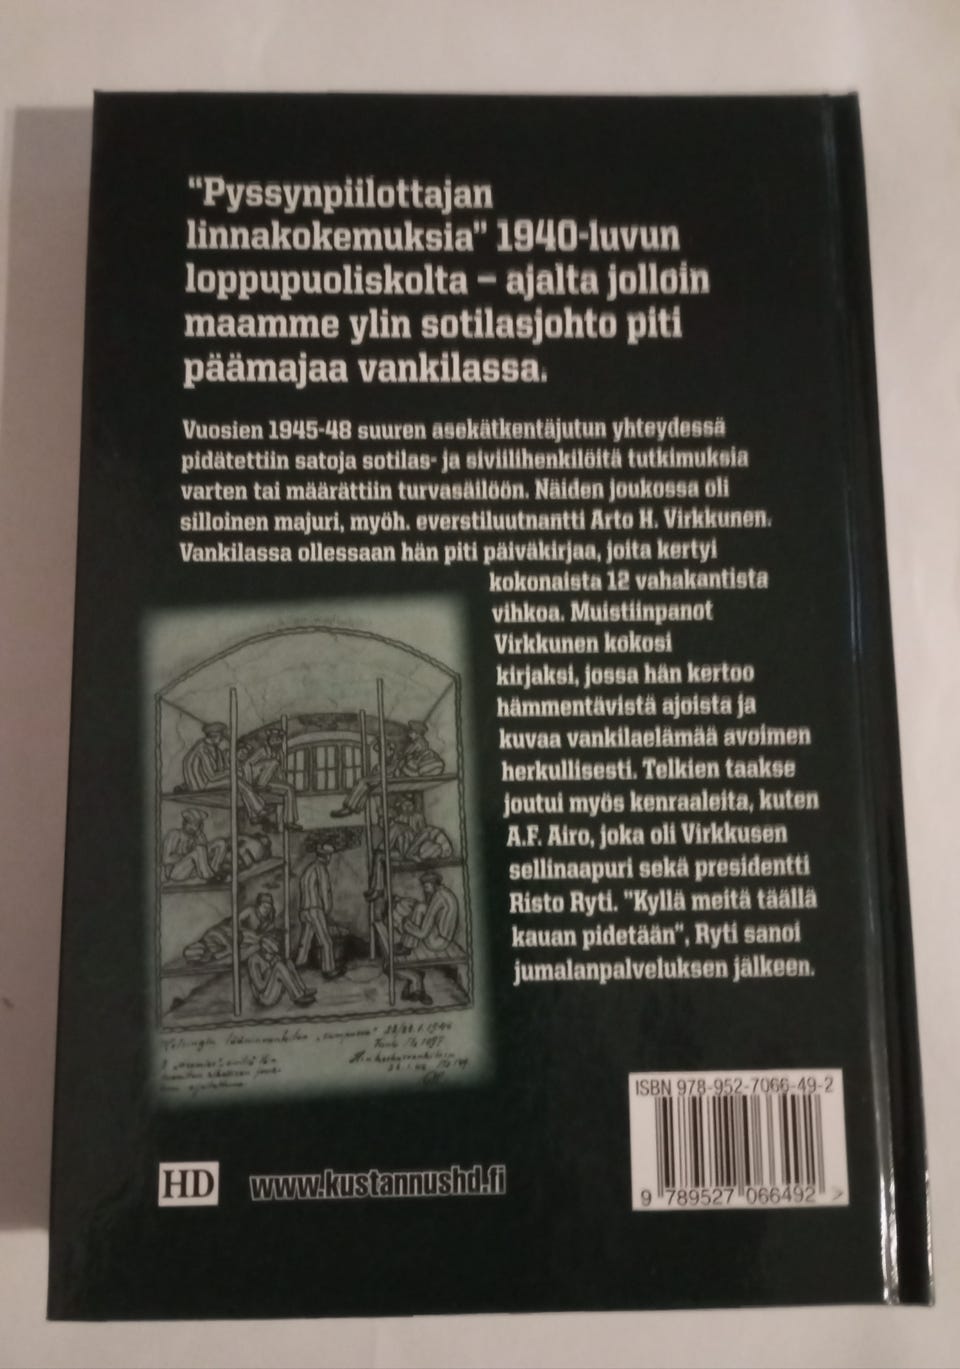 "Pyssynpiilottajan
linnakokemuksia" 1940-luvun
loppupuoliskolta – ajalta jolloin
maamme ylin sotilasjohto piti
päämajaa vankilassa.
Vuosien 1945-48 suuren asekätkentäjutun yhteydessä
pidätettiin satoja sotilas- ja siviilihenkilöitä tutkimuksia
varten tai määrättiin turvasäilöön. Näiden joukossa oli
silloinen majuri, myöh. everstiluutnantti Arto H. Virkkunen.
Vankilassa ollessaan hän piti päiväkirjaa, joita kertyi
kokonaista 12 vahakantista
vihkoa. Muistiinpanot
Virkkunen kokosi
kirjaksi, jossa hän kertoo
hämmentävistä ajoista ja
kuvaa vankilaelämää avoimen
herkullisesti. Telkien taakse
joutui myös kenraaleita, kuten
A.F. Airo, joka oli Virkkusen
sellinaapuri sekä presidentti
Risto Ryti. "Kyllä meitä täällä
kauan pidetään", Ryti sanoi
jumalanpalveluksen jälkeen.
HD
www.kustannushd.fi
ISBN 978-952-7066-49-2
9 789527 066492 >